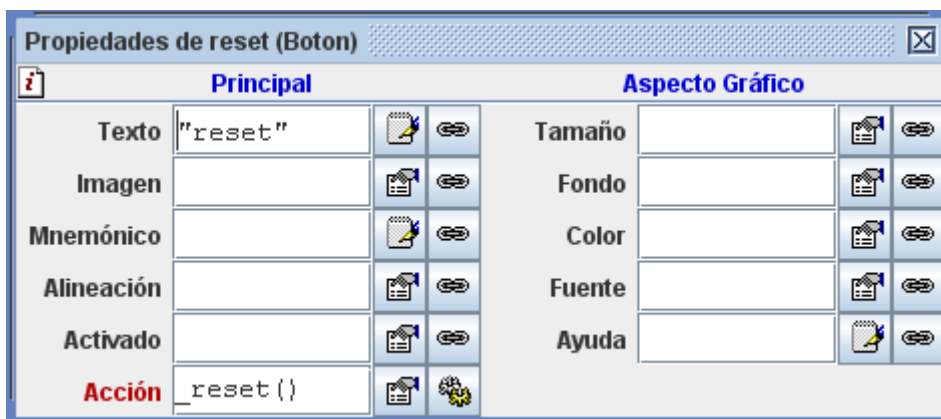 Propiedades de reset (Boton)
Principal Aspecto Gráfico
Texto "reset" Tamaño
Imagen Fondo
Mnemónico Color
Alineación Fuente
Activado Ayuda
Acción _reset()